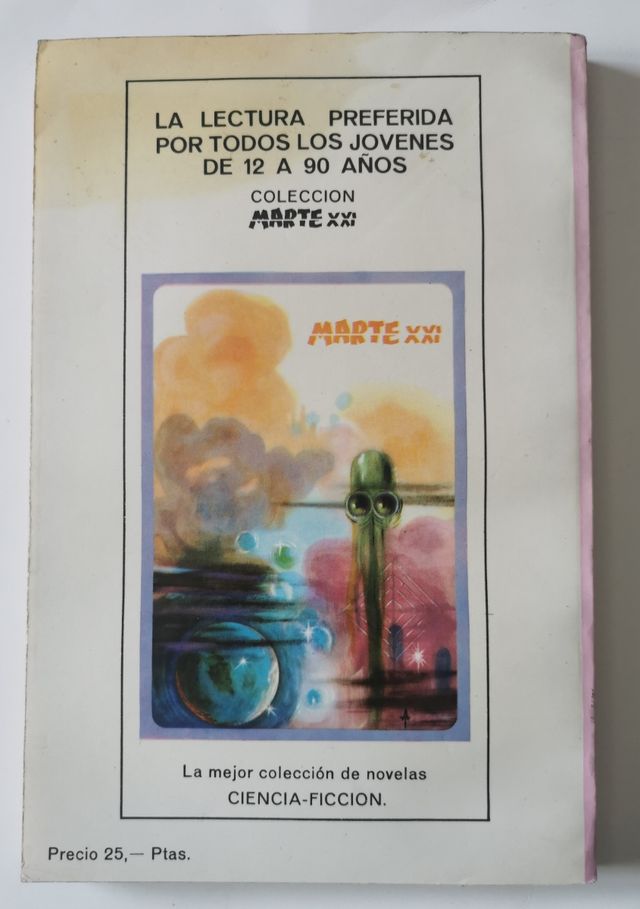 LA LECTURA PREFERIDA
POR TODOS LOS JOVENES
DE 12 A 90 AÑOS
COLECCION
MARTE XXI
MARTE XXI
La mejor colección de novelas
CIENCIA-FICCION.
Precio 25,— Ptas.